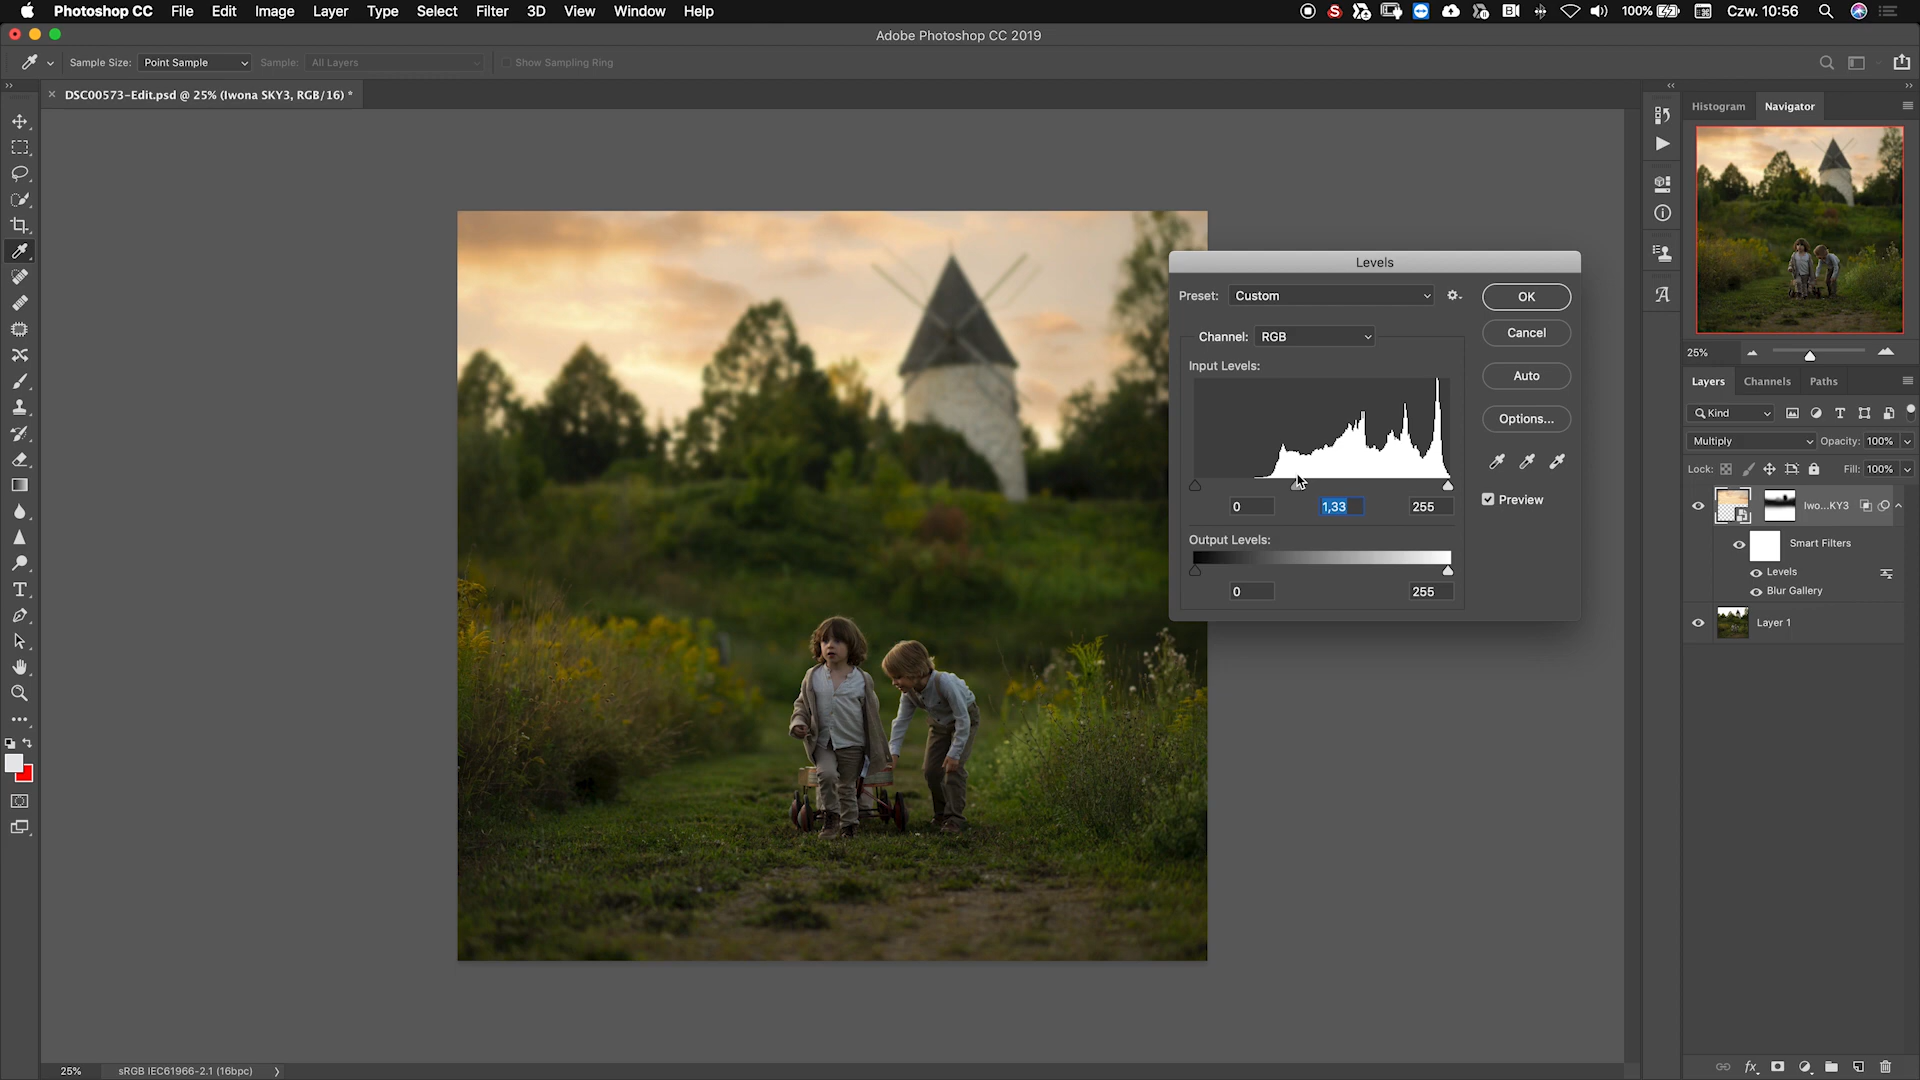 Photoshop CC File Edit Image Layer Type Select Filter 3D View Window Help 100% Czw. 10:56
Adobe Photoshop CC 2019
Sample Size: Point Sample Sample: All Layers Show Sampling Ring
DSC00573-Edit.psd @ 25% (Iwona SKY3, RGB/16) *
Histogram Navigator
25%
Layers Channels Paths
Kind
Multiply Opacity: 100%
Lock: Fill: 100%
Iwo...KY3
Smart Filters
Levels
Blur Gallery
Layer 1
Levels
Preset: Custom OK
Cancel
Channel: RGB
Input Levels:
Auto
Options...
0 1,33 255
Preview
Output Levels:
0 255
25% sRGB IEC61966-2.1 (16bpc)